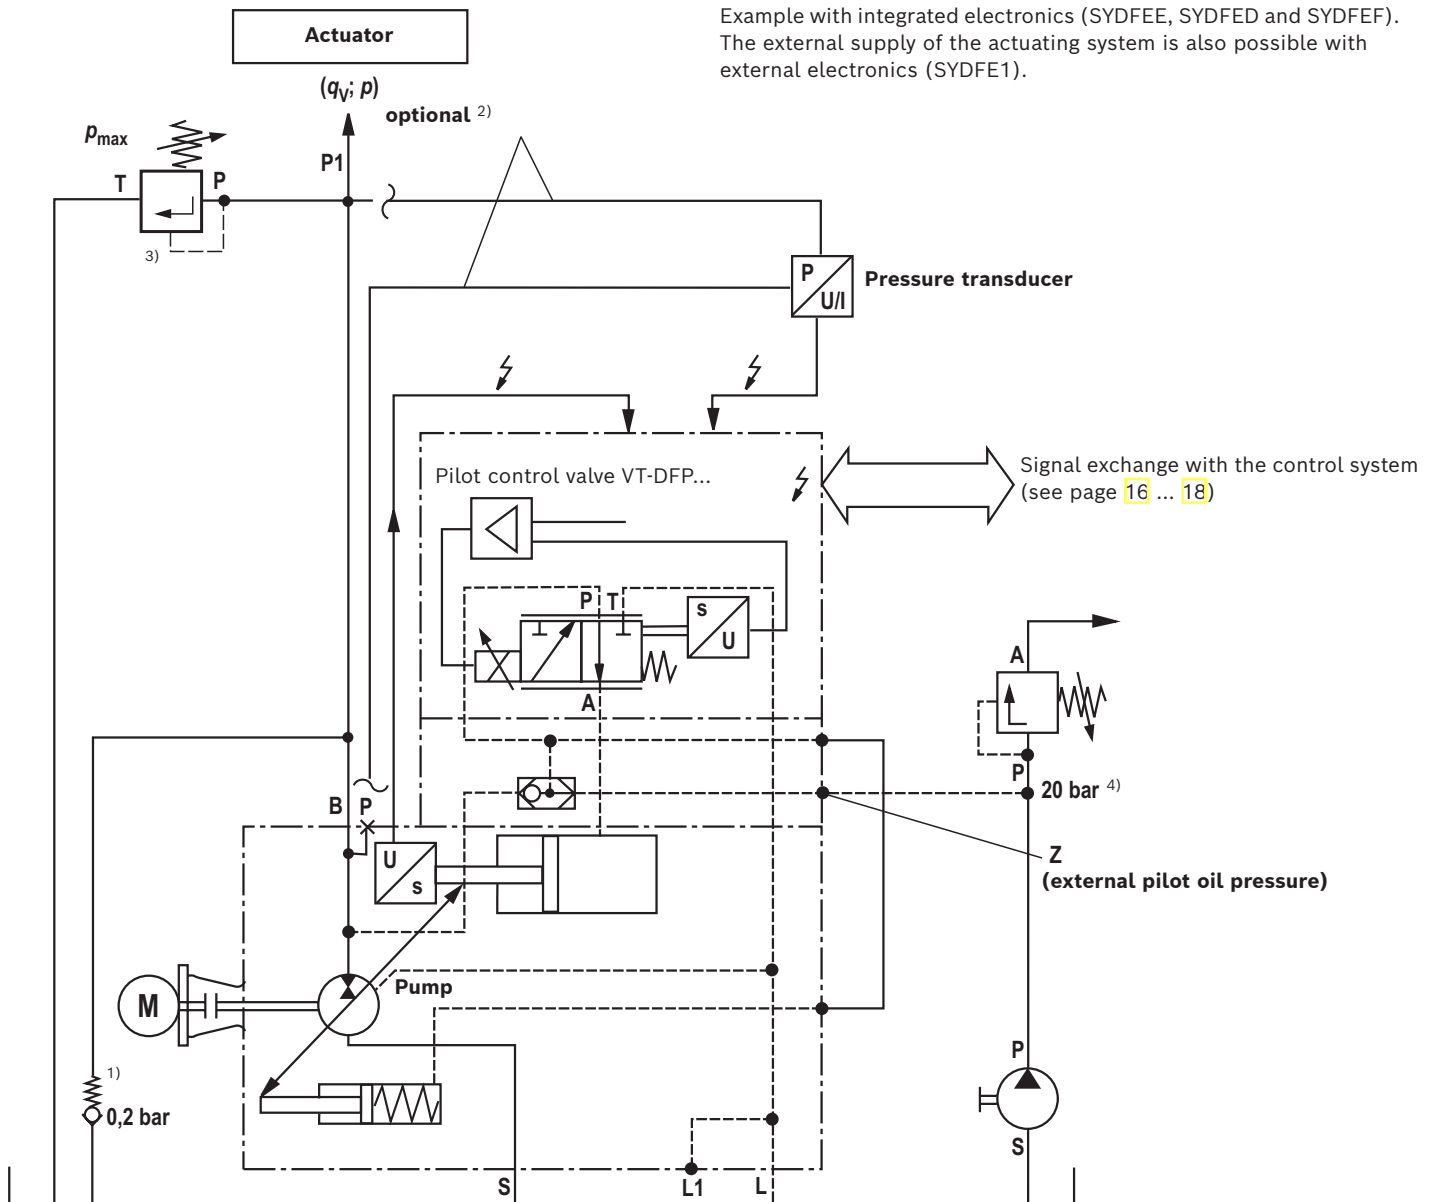 Actuator
Example with integrated electronics (SYDFEE, SYDFED and SYDFEF).
The external supply of the actuating system is also possible with
external electronics (SYDFE1).
(qV; p)
optional 2)
pmax
P1
T
P
3)
P
U/I
Pressure transducer
Pilot control valve VT-DFP...
Signal exchange with the control system
(see page 16 ... 18)
P
T
s
U
A
A
P
20 bar 4)
B
P
U
s
Z
(external pilot oil pressure)
M
Pump
1)
0,2 bar
P
S
S
L1
L